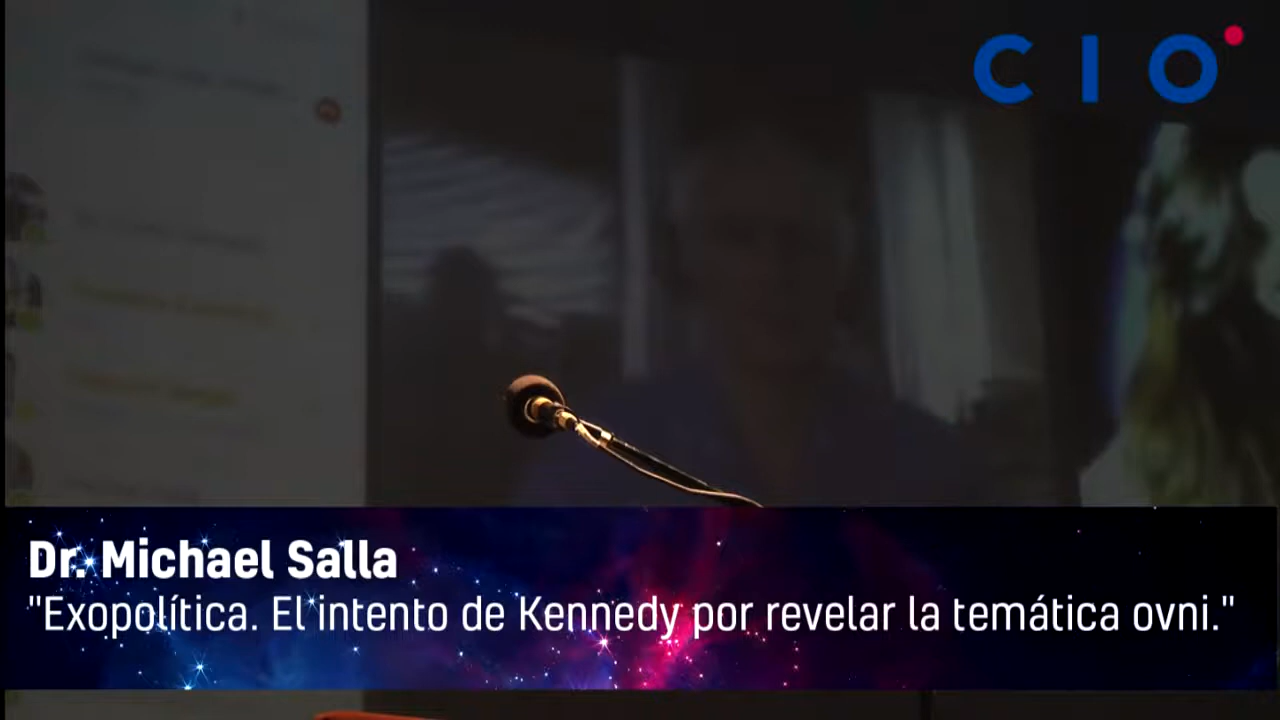 CIO
Dr. Michael Salla
"Exopolítica. El intento de Kennedy por revelar la temática ovni."